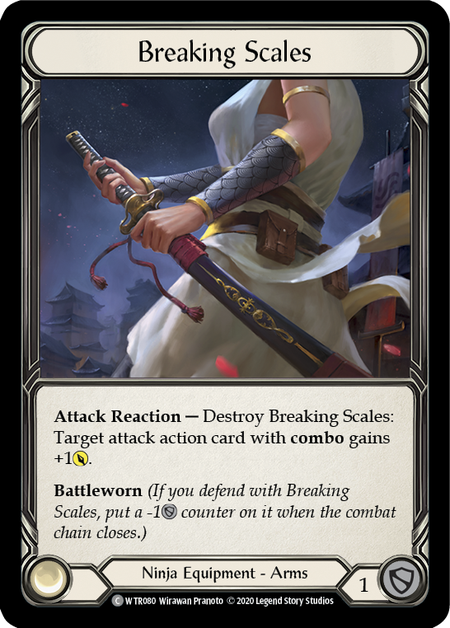 Breaking Scales
Attack Reaction — Destroy Breaking Scales:
Target attack action card with combo gains
+1.
Battleworn (If you defend with Breaking
Scales, put a -1 counter on it when the combat
chain closes.)
Ninja Equipment - Arms
1
C WTR080 Wirawan Pranoto © 2020 Legend Story Studios